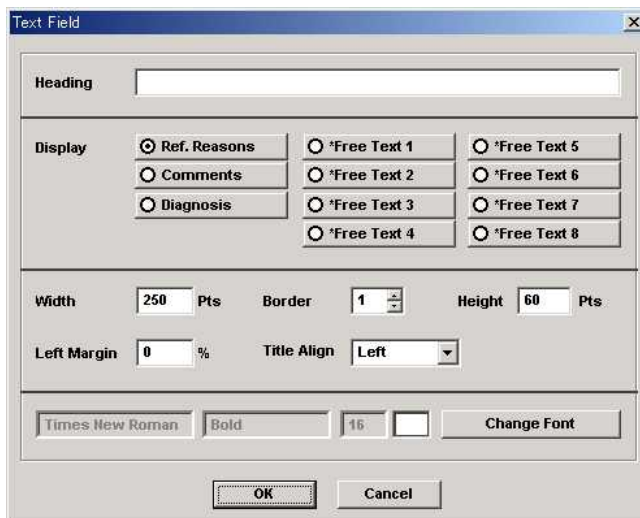 Text Field
Heading
Display Ref. Reasons *Free Text 1 *Free Text 5
Comments *Free Text 2 *Free Text 6
Diagnosis *Free Text 3 *Free Text 7
*Free Text 4 *Free Text 8
Width 250 Pts Border 1 Height 60 Pts
Left Margin 0 % Title Align Left
Times New Roman Bold 16 Change Font
OK Cancel